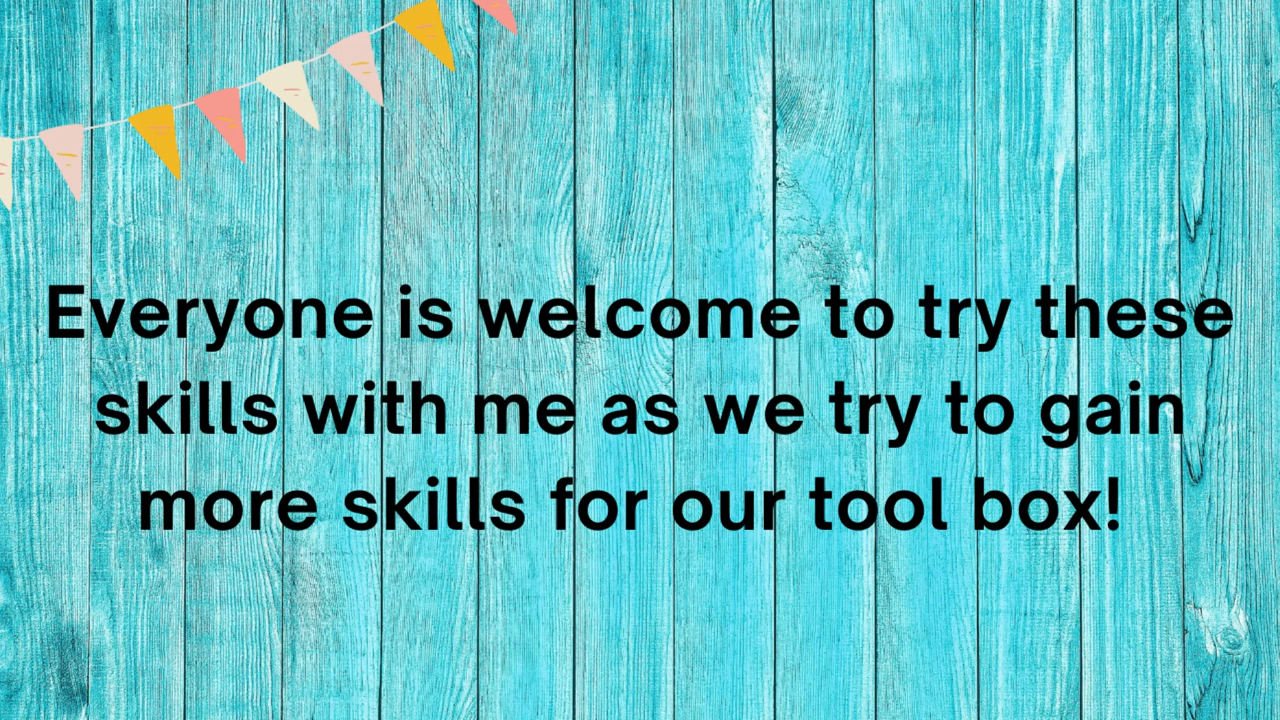 Everyone is welcome to try these
skills with me as we try to gain
more skills for our tool box!